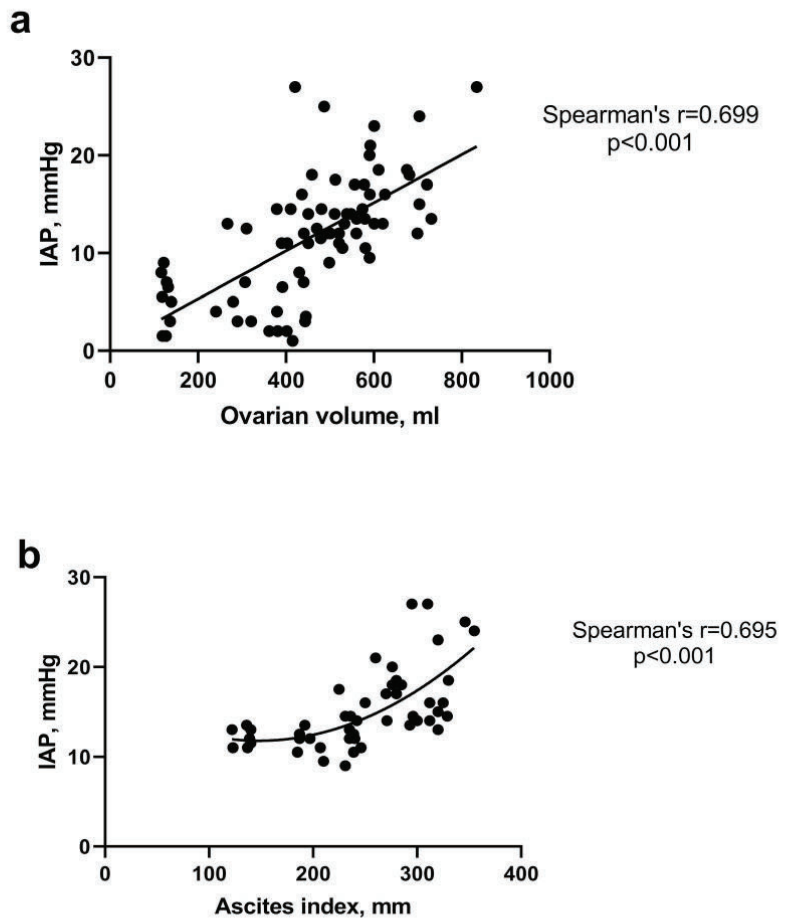 a
30
20
10
0
IAP, mmHg
0 200 400 600 800 1000
Ovarian volume, ml
Spearman's r=0.699
p<0.001
b
30
20
10
0
IAP, mmHg
0 100 200 300 400
Ascites index, mm
Spearman's r=0.695
p<0.001